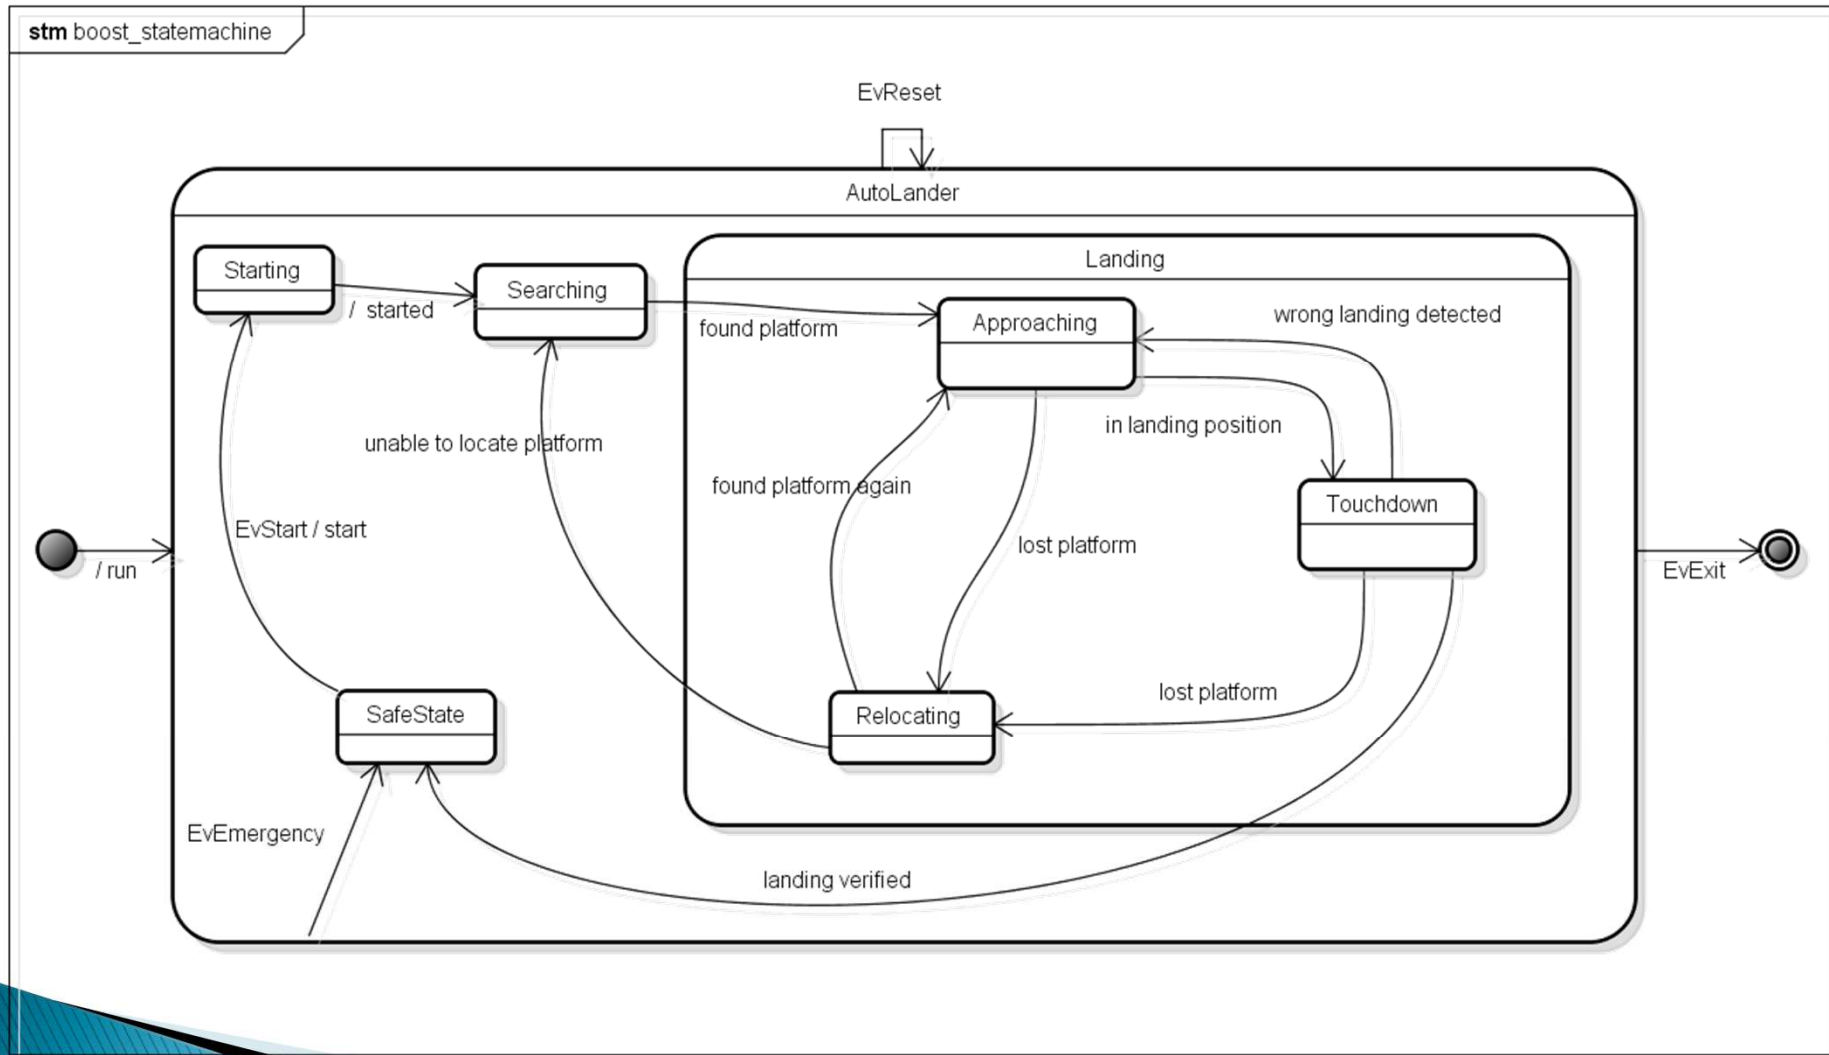 stm boost_statemachine
EvReset
AutoLander
Landing
Starting
Searching
/ started
found platform
Approaching
wrong landing detected
in landing position
unable to locate platform
found platform again
Touchdown
EvStart / start
lost platform
/ run
EvExit
lost platform
SafeState
Relocating
EvEmergency
landing verified